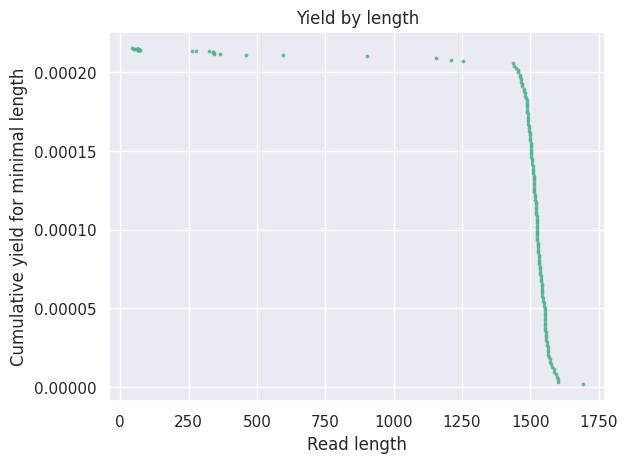 Yield by length
Cumulative yield for minimal length
0.00020
0.00015
0.00010
0.00005
0.00000
0 250 500 750 1000 1250 1500 1750
Read length